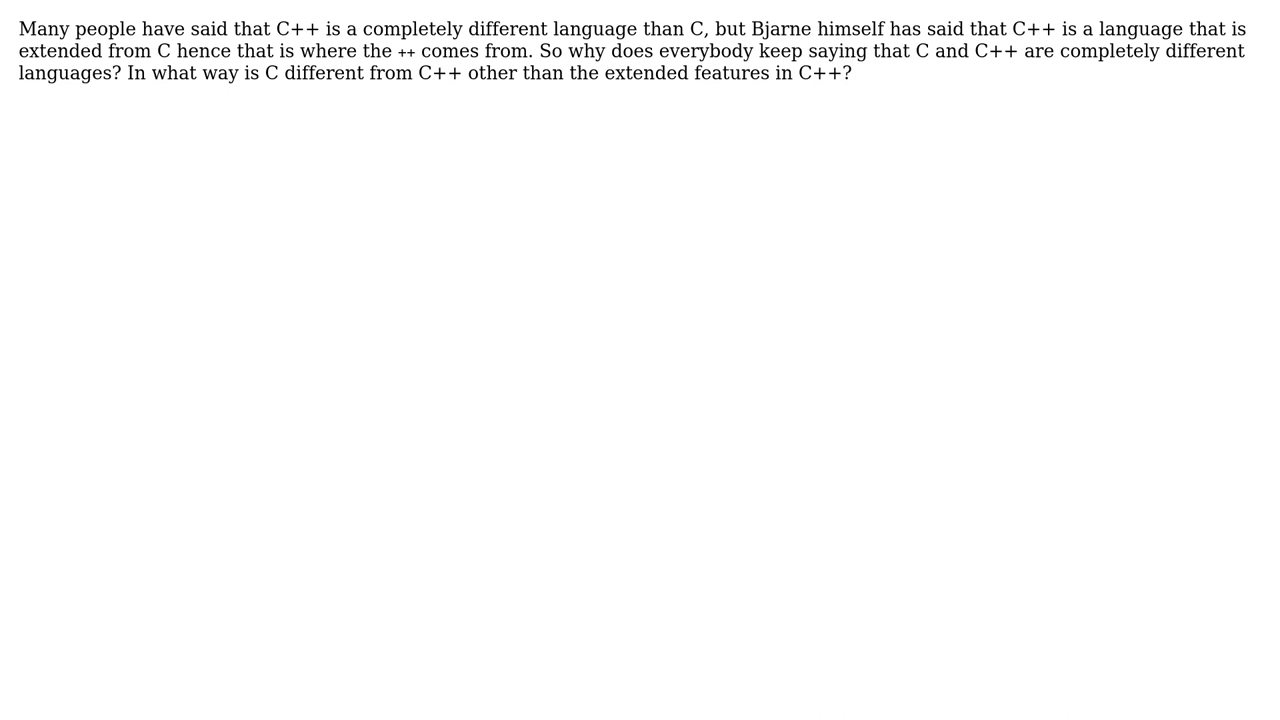 Many people have said that C++ is a completely different language than C, but Bjarne himself has said that C++ is a language that is
extended from C hence that is where the ++ comes from. So why does everybody keep saying that C and C++ are completely different
languages? In what way is C different from C++ other than the extended features in C++?